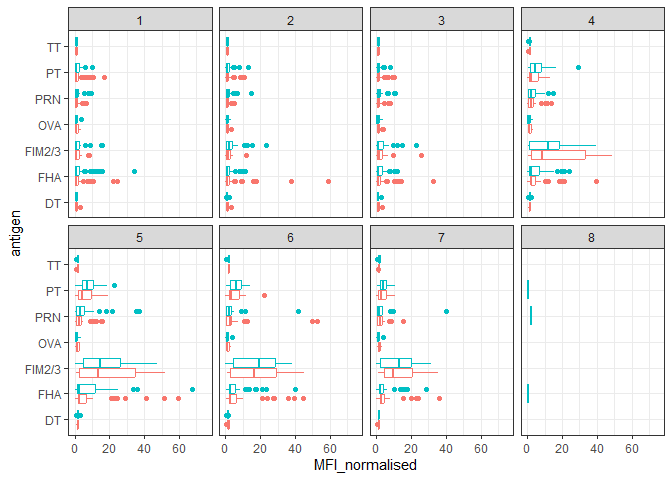 1 2 3 4
TT
PT
PRN
OVA
FIM2/3
FHA
DT
antigen
5 6 7 8
TT
PT
PRN
OVA
FIM2/3
FHA
DT
0 20 40 60 0 20 40 60 0 20 40 60 0 20 40 60
MFI_normalised